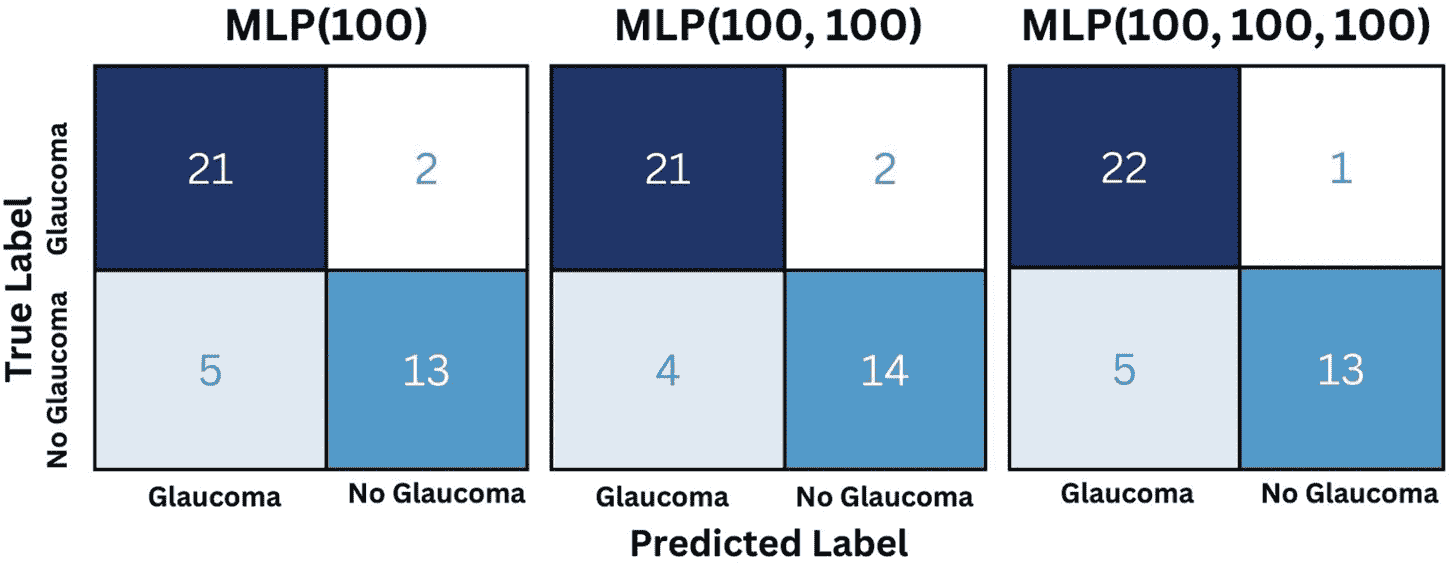 MLP(100) MLP(100, 100) MLP(100, 100, 100)
True Label
Glaucoma
No Glaucoma
21 2 21 2 22 1
5 13 4 14 5 13
Glaucoma No Glaucoma Glaucoma No Glaucoma Glaucoma No Glaucoma
Predicted Label